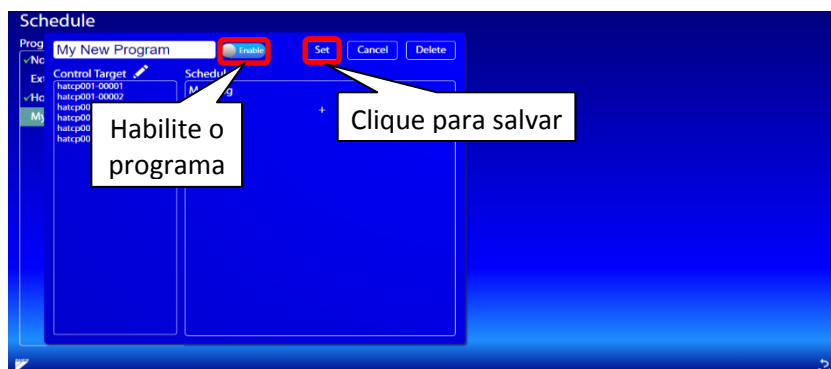 Schedule
Prog
My New Program
Enable
Set
Cancel
Delete
No
Ext
Ho
My
Control Target
Schedul
hatcp001-00001
hatcp001-00002
hatcp00
hatcp00
hatcp00
hatcp00
M
g
+
Habilite o
programa
Clique para salvar